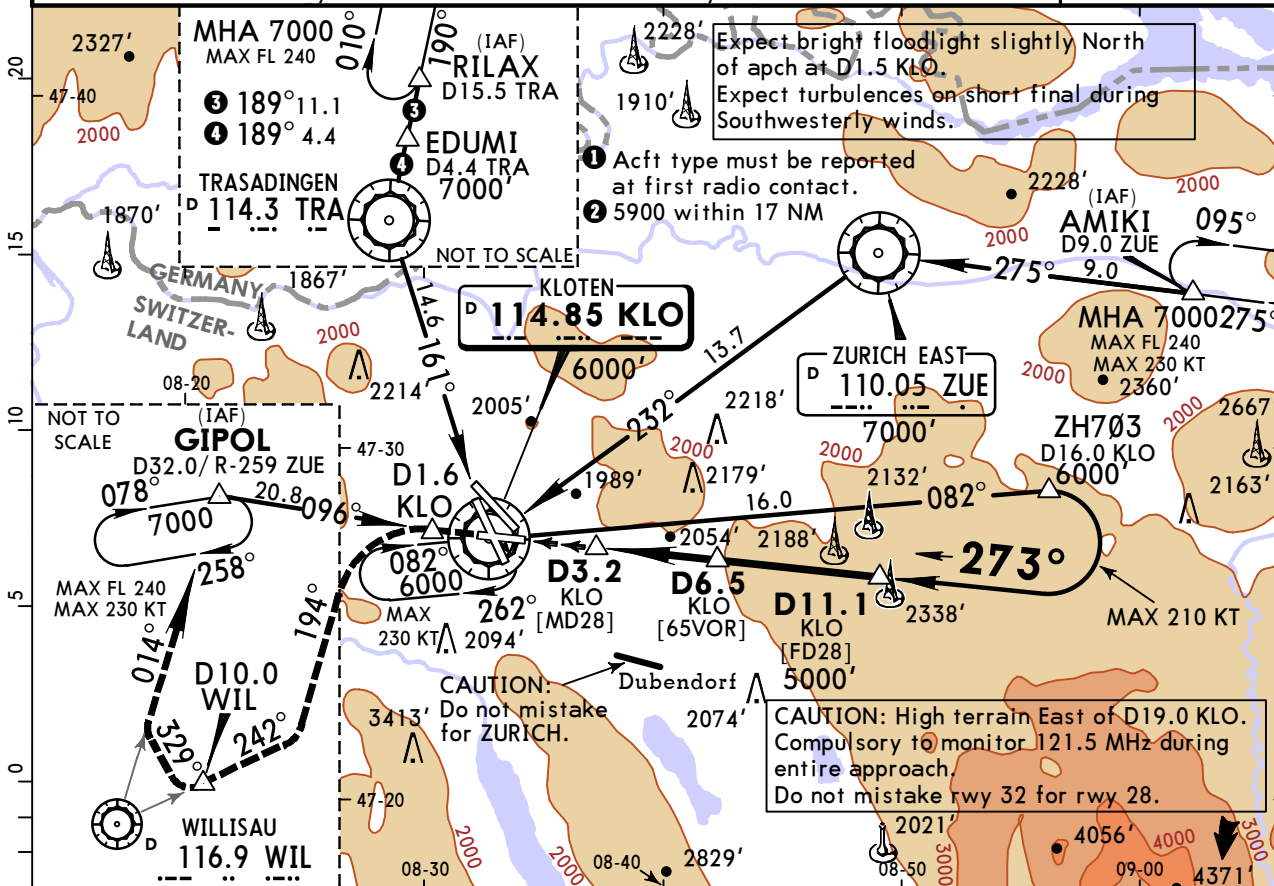 2327'
MHA 7000
MAX FL 240
010°
190°
(IAF)
RILAX
D15.5 TRA
3 189° 11.1
4 189° 4.4
3
EDUMI
D4.4 TRA
7000'
4
TRASADINGEN
D 114.3 TRA
NOT TO SCALE
2228'
1910'
Expect bright floodlight slightly North
of apch at D1.5 KLO.
Expect turbulences on short final during
Southwesterly winds.
1 Acft type must be reported
at first radio contact.
2 5900 within 17 NM
20
47-40
2000
1870'
15
GERMANY
SWITZER-
LAND
1867'
2000
2214'
08-20
2228'
2000
2000
(IAF)
AMIKI
D9.0 ZUE
095°
275°
9.0
MHA 7000
275°
MAX FL 240
MAX 230 KT
2360'
2000
2000
2667'
2163'
14.6
161°
KLOTEN
D 114.85 KLO
6000'
2005'
13.7
232°
ZURICH EAST
D 110.05 ZUE
7000'
2218'
2000
2179'
2000
1989'
2132'
2054'
2188'
ZH703
D16.0 KLO
6000'
16.0
082°
273°
MAX 210 KT
10
NOT TO
SCALE
(IAF)
GIPOL
D32.0/ R-259 ZUE
078°
7000
20.8
096°
258°
MAX FL 240
MAX 230 KT
47-30
D1.6
KLO
082°
6000
262°
MAX
230 KT
2094'
D3.2
KLO
[MD28]
D6.5
KLO
[65VOR]
D11.1
KLO
[FD28]
5000'
2338'
5
014°
194°
D10.0
WIL
329°
242°
0
D
WILLISAU
116.9 WIL
CAUTION:
Do not mistake
for ZURICH.
Dubendorf
2074'
3413'
47-20
2000
2000
08-30
08-40
2829'
CAUTION: High terrain East of D19.0 KLO.
Compulsory to monitor 121.5 MHz during
entire approach.
Do not mistake rwy 32 for rwy 28.
2021'
08-50
3000
4056'
4000
3000
09-00
4371'